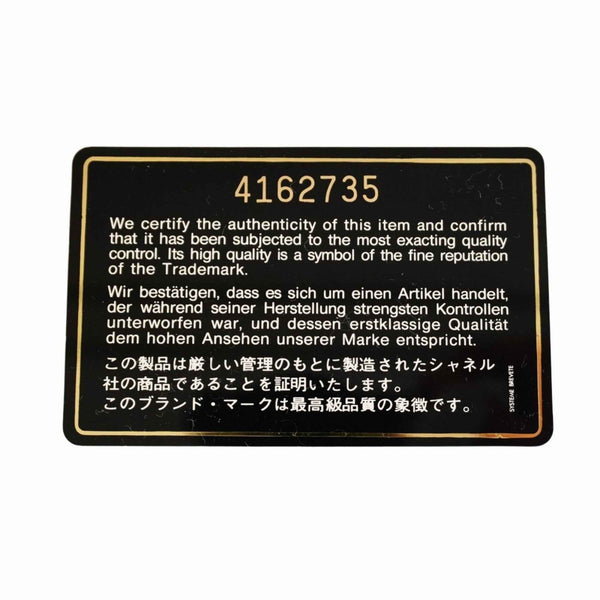 4162735
We certify the authenticity of this item and confirm
that it has been subjected to the most exacting quality
control. Its high quality is a symbol of the fine reputation
of the Trademark.
Wir bestätigen, dass es sich um einen Artikel handelt,
der während seiner Herstellung strengsten Kontrollen
unterworfen war, und dessen erstklassige Qualität
dem hohen Ansehen unserer Marke entspricht.
この製品は厳しい管理のもとに製造されたシャネル
社の商品であることを証明いたします。
このブランド・マークは最高級品質の象徴です。
SYSTEME BREVETE